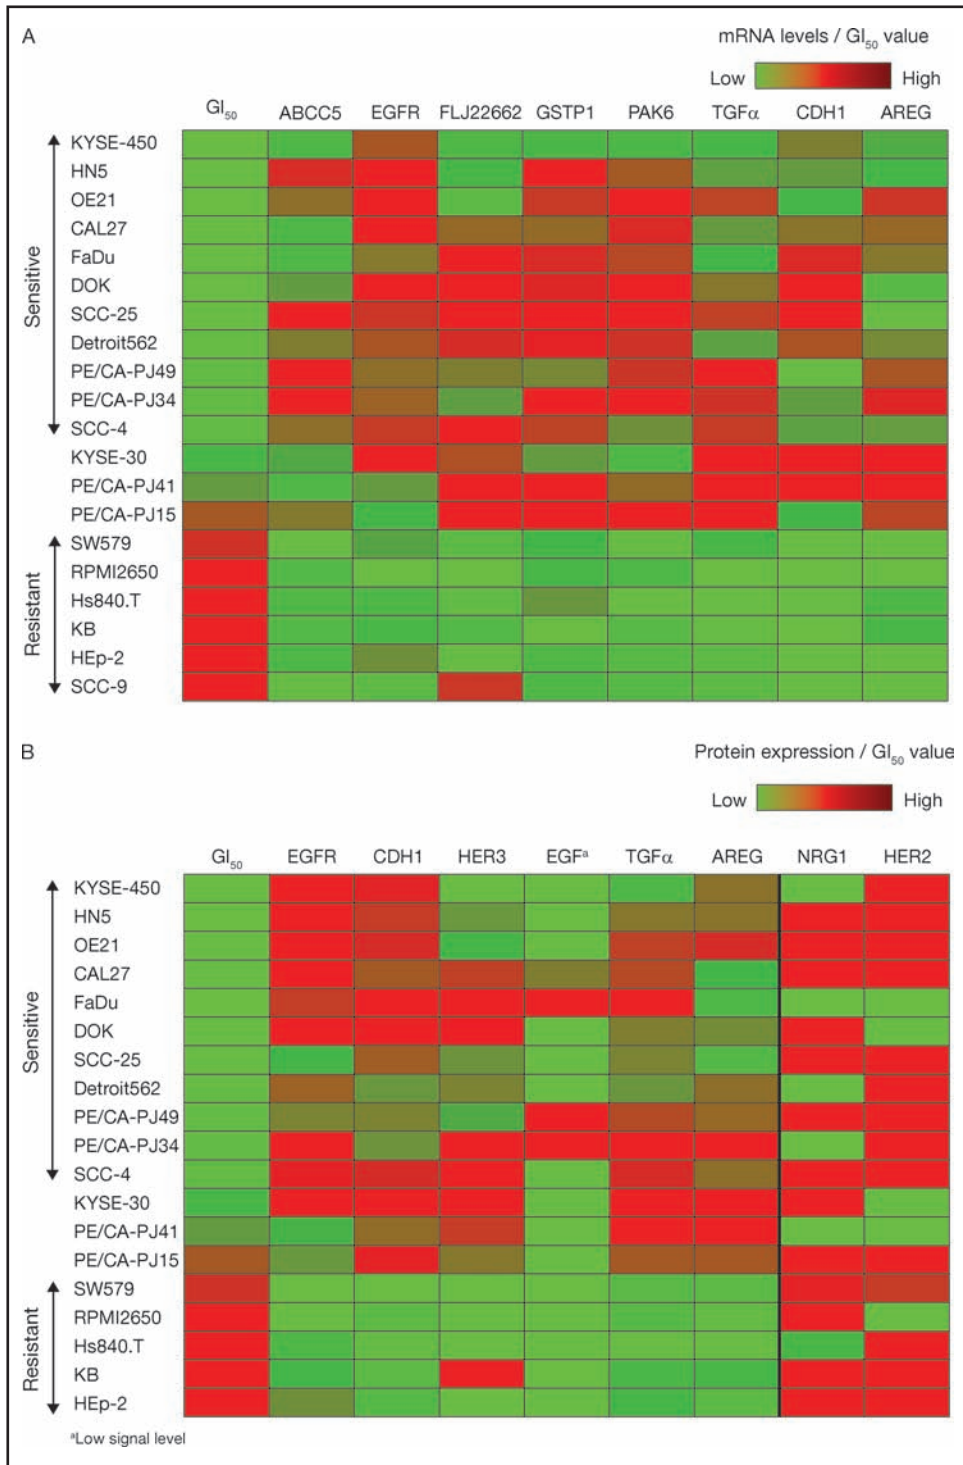 A
mRNA levels / GI50 value
Low High
GI50 ABCC5 EGFR FLJ22662 GSTP1 PAK6 TGFα CDH1 AREG
Sensitive
KYSE-450
HN5
OE21
CAL27
FaDu
DOK
SCC-25
Detroit562
PE/CA-PJ49
PE/CA-PJ34
SCC-4
KYSE-30
PE/CA-PJ41
PE/CA-PJ15
Resistant
SW579
RPMI2650
Hs840.T
KB
HEp-2
SCC-9
B
Protein expression / GI50 value
Low High
GI50 EGFR CDH1 HER3 EGFa TGFα AREG NRG1 HER2
Sensitive
KYSE-450
HN5
OE21
CAL27
FaDu
DOK
SCC-25
Detroit562
PE/CA-PJ49
PE/CA-PJ34
SCC-4
KYSE-30
PE/CA-PJ41
PE/CA-PJ15
Resistant
SW579
RPMI2650
Hs840.T
KB
HEp-2
aLow signal level